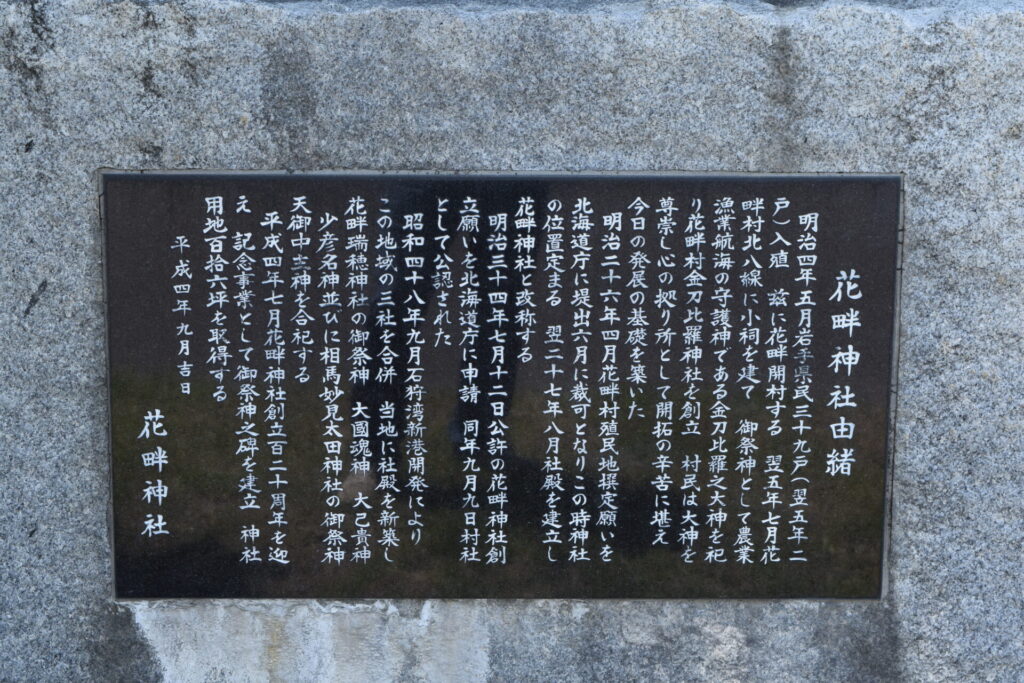 花畔神社由緒
明治四年五月岩手県民三十九戸(翌五年二
戸)入殖　茲に花畔開村する　翌五年七月花
畔村北八線に小祠を建て　御祭神として農業
漁業航海の守護神である金刀比羅之大神を祀
り花畔村金刀比羅神社を創立　村民は大神を
尊崇し心の拠り所として開拓の辛苦に堪え
今日の発展の基礎を築いた
明治二十六年四月花畔村殖民地撰定願いを
北海道庁に堤出六月に裁可となりこの時神社
の位置定まる　翌二十七年八月社殿を建立し
花畔神社と改称する
明治三十四年七月十二日公許の花畔神社創
立願いを北海道庁に申請　同年九月九日村社
として公認された
昭和四十八年九月石狩湾新港開発により
この地域の三社を合併　当地に社殿を新築し
花畔瑞穂神社の御祭神　大國魂神　大己貴神
少彦名神並びに相馬妙見太田神社の御祭神
天御中主神を合祀する
平成四年七月花畔神社創立百二十周年を迎
え　記念事業として御祭神之碑を建立　神社
用地百拾六坪を取得する
平成四年九月吉日
花畔神社